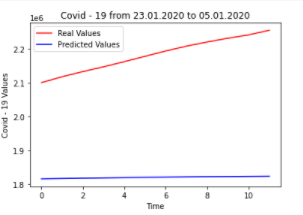 Covid - 19 from 23.01.2020 to 05.01.2020
1e6
Real Values
Predicted Values
2.2
2.1
2.0
1.9
1.8
Covid - 19 Values
0 2 4 6 8 10
Time